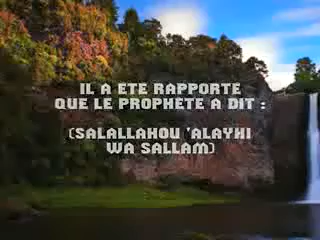 IL A ETE RAPPORTE
QUE LE PROPHETE A DIT :
(SALALLAHOU 'ALAYHI
WA SALLAM)